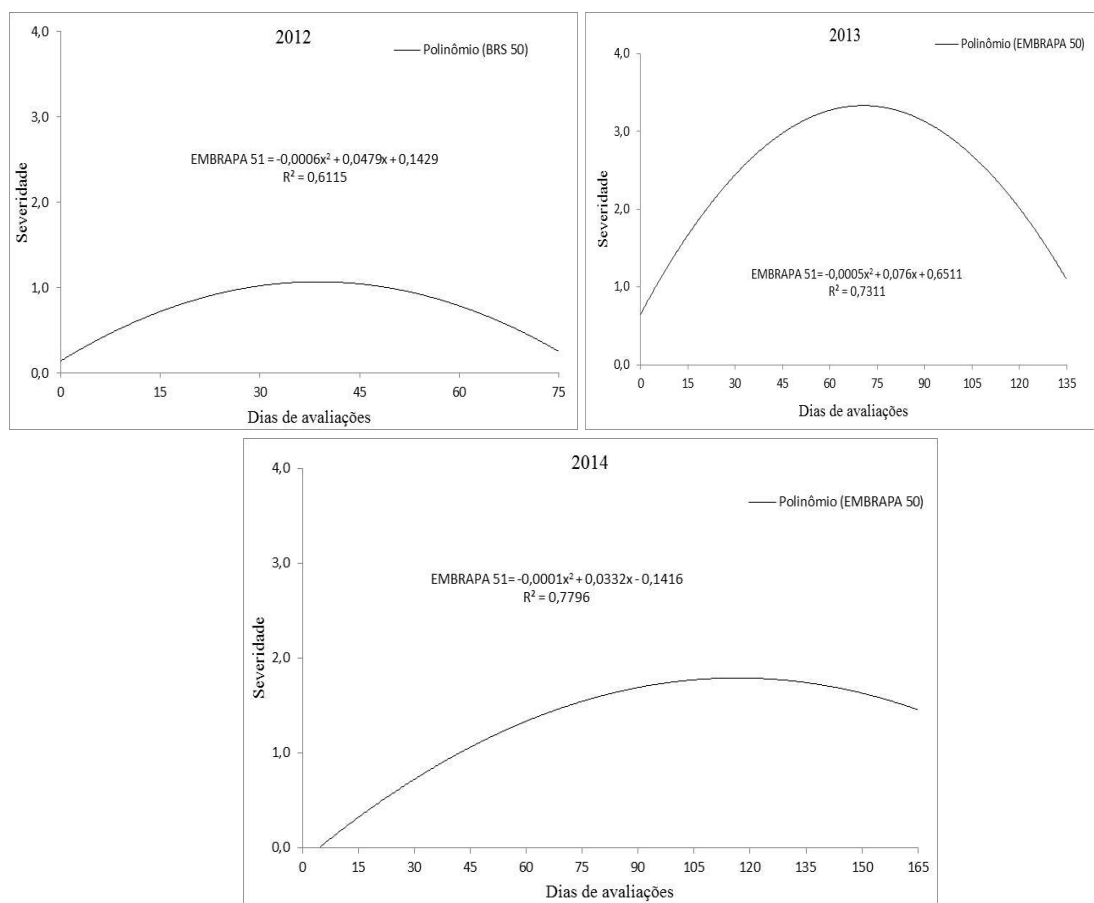 2012
Polinômio (BRS 50)
4,0
3,0
2,0
1,0
0,0
Severidade
EMBRAPA 51 = -0,0006x² + 0,0479x + 0,1429
R² = 0,6115
0 15 30 45 60 75
Dias de avaliações
2013
Polinômio (EMBRAPA 50)
4,0
3,0
2,0
1,0
0,0
Severidade
EMBRAPA 51= -0,0005x² + 0,076x + 0,6511
R² = 0,7311
0 15 30 45 60 75 90 105 120 135
Dias de avaliações
2014
Polinômio (EMBRAPA 50)
4,0
3,0
2,0
1,0
0,0
Severidade
EMBRAPA 51= -0,0001x² + 0,0332x - 0,1416
R² = 0,7796
0 15 30 45 60 75 90 105 120 135 150 165
Dias de avaliações